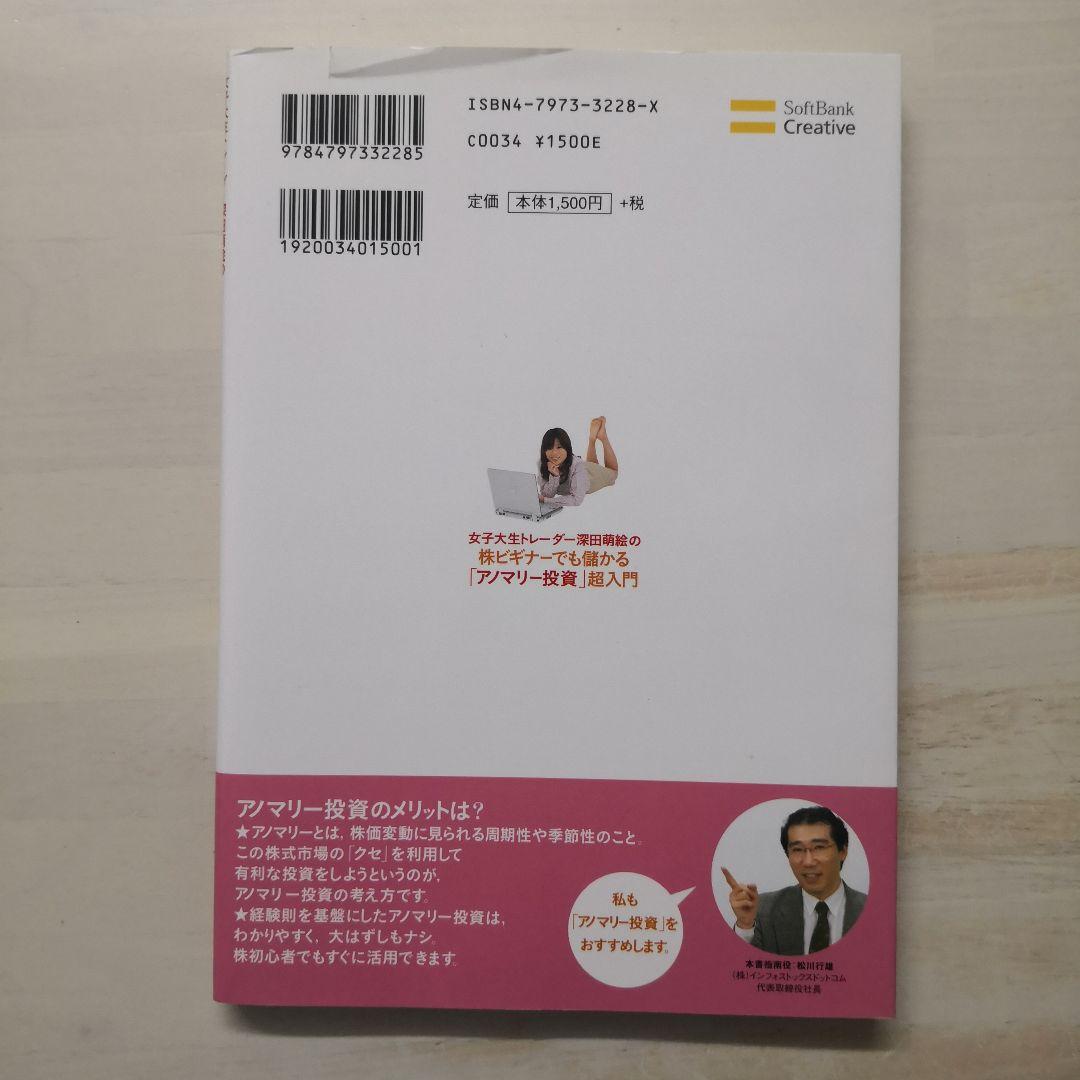 ISBN4-7973-3228-X
C0034 ¥1500E
9784797332285
1920034015001
定価 本体1,500円 +税
SoftBank
Creative
女子大生トレーダー深田萌絵の
株ビギナーでも儲かる
「アノマリー投資」超入門
アノマリー投資のメリットは?
★アノマリーとは,株価変動に見られる周期性や季節性のこと。
この株式市場の「クセ」を利用して
有利な投資をしようというのが,
アノマリー投資の考え方です。
★経験則を基盤にしたアノマリー投資は,
わかりやすく,大はずしもナシ。
株初心者でもすぐに活用できます。
私も
「アノマリー投資」を
おすすめします。
本書指南役:松川行雄
(株)インフォストックスドットコム
代表取締役社長